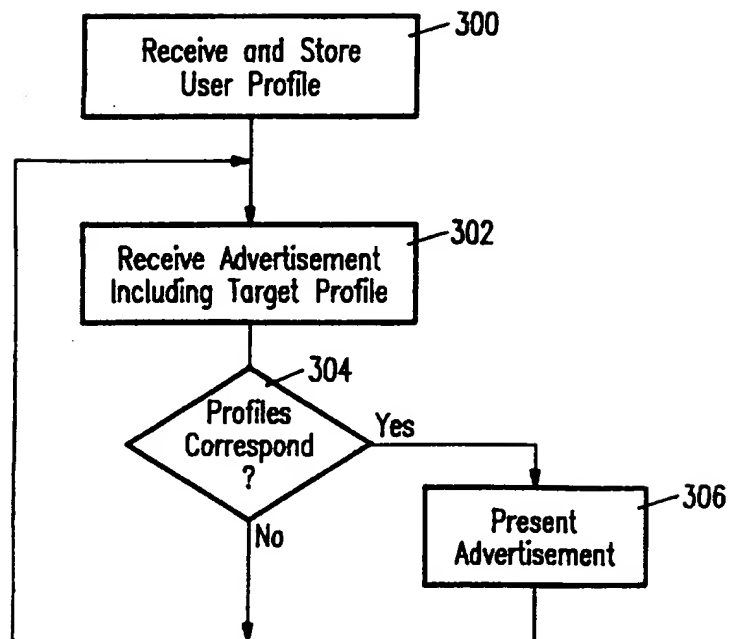 300
Receive and Store
User Profile
302
Receive Advertisement
Including Target Profile
304
Profiles
Correspond
?
Yes
No
306
Present
Advertisement